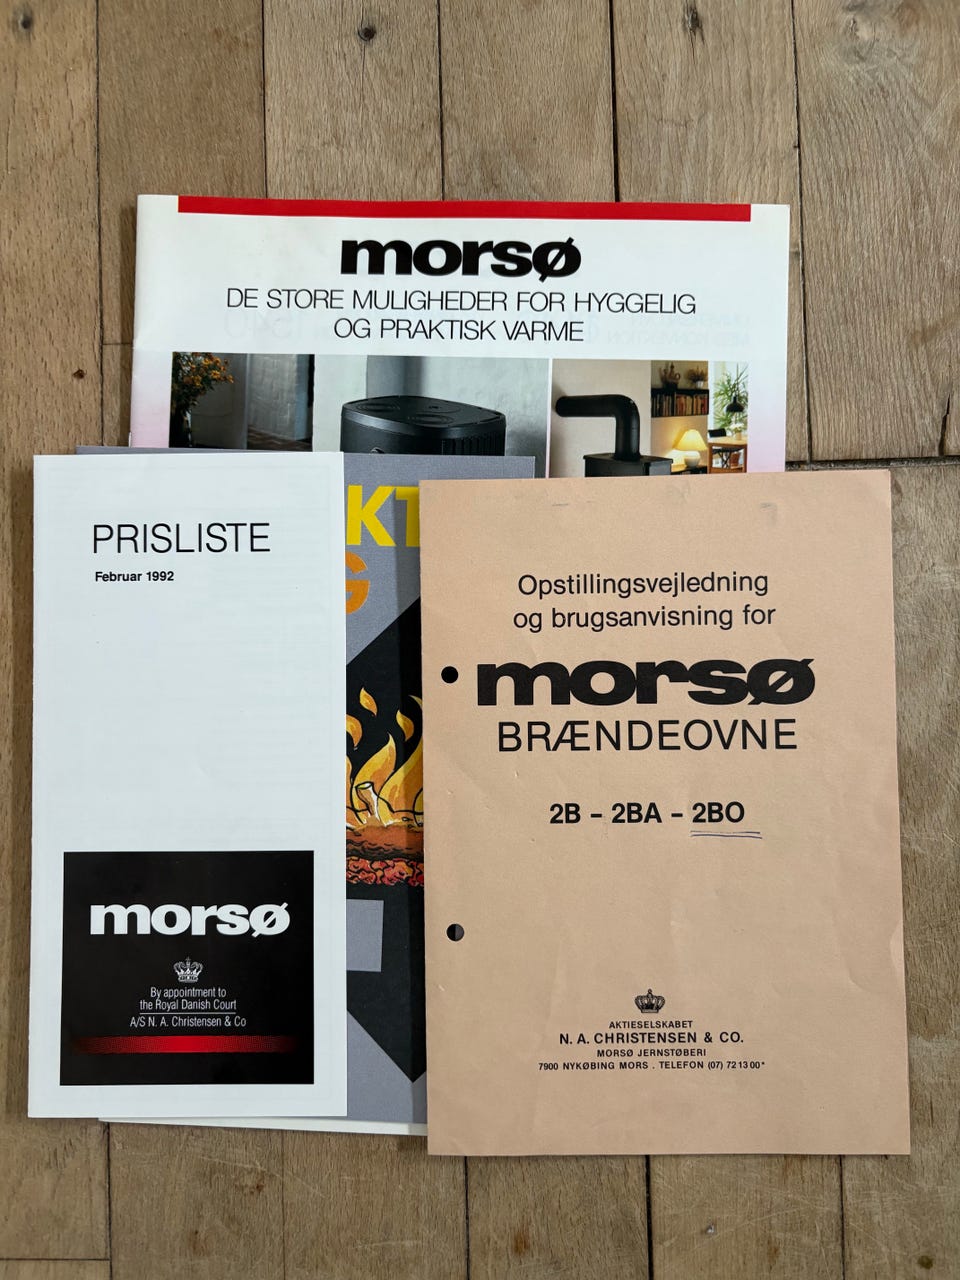 morsø
DE STORE MULIGHEDER FOR HYGGELIG
OG PRAKTISK VARME
PRISLISTE
Februar 1992
morsø
By appointment to
the Royal Danish Court
A/S N. A. Christensen & Co
KT
G
Opstillingsvejledning
og brugsanvisning for
morsø
BRÆNDEOVNE
2B – 2BA – 2BO
AKTIESELSKABET
N. A. CHRISTENSEN & CO.
MORSØ JERNSTØBERI
7900 NYKØBING MORS . TELEFON (07) 72 13 00*